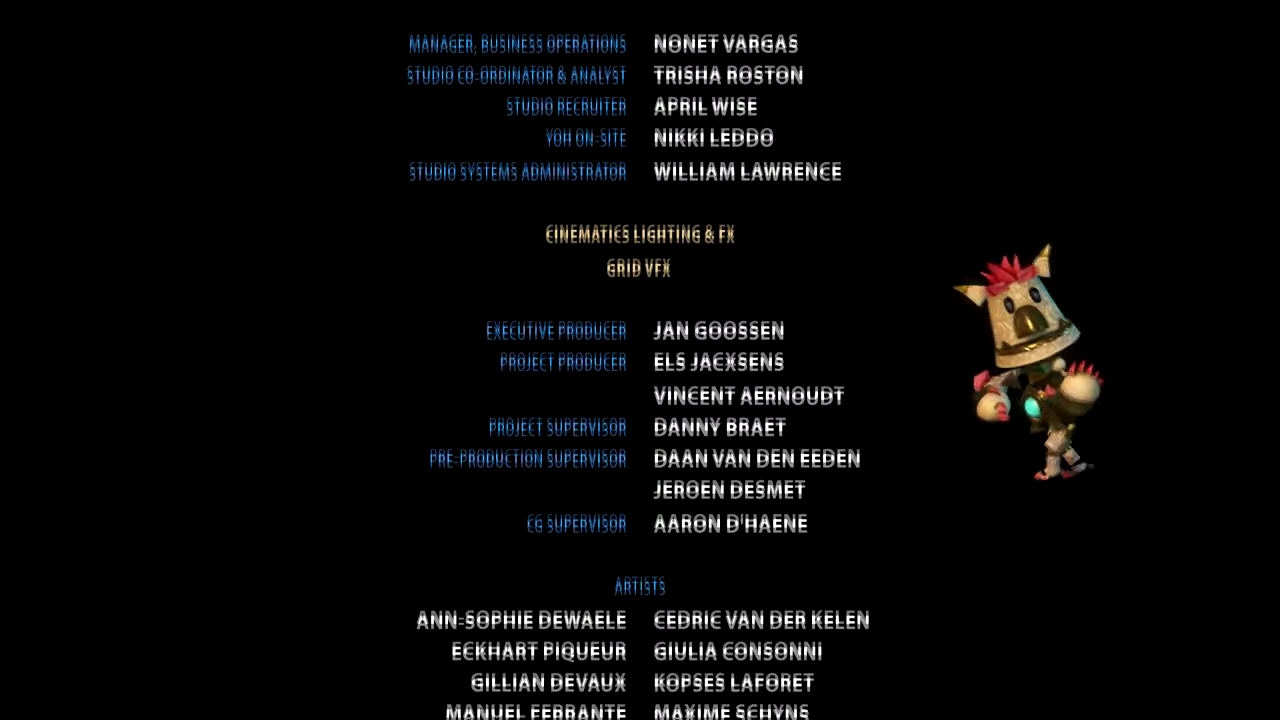 MANAGER, BUSINESS OPERATIONS NONET VARGAS
STUDIO CO-ORDINATOR & ANALYST TRISHA ROSTON
STUDIO RECRUITER APRIL WISE
YOH ON-SITE NIKKI LEDDO
STUDIO SYSTEMS ADMINISTRATOR WILLIAM LAWRENCE
CINEMATICS LIGHTING & FX
GRID VFX
EXECUTIVE PRODUCER JAN GOOSSEN
PROJECT PRODUCER ELS JACXSENS
VINCENT AERNOUDT
PROJECT SUPERVISOR DANNY BRAET
PRE-PRODUCTION SUPERVISOR DAAN VAN DEN EEDEN
JEROEN DESMET
CG SUPERVISOR AARON D'HAENE
ARTISTS
ANN-SOPHIE DEWAELE CEDRIC VAN DER KELEN
ECKHART PIQUEUR GIULIA CONSONNI
GILLIAN DEVAUX KOPSES LAFORET
MANUEL FERRANTE MAXIME SCHYNS